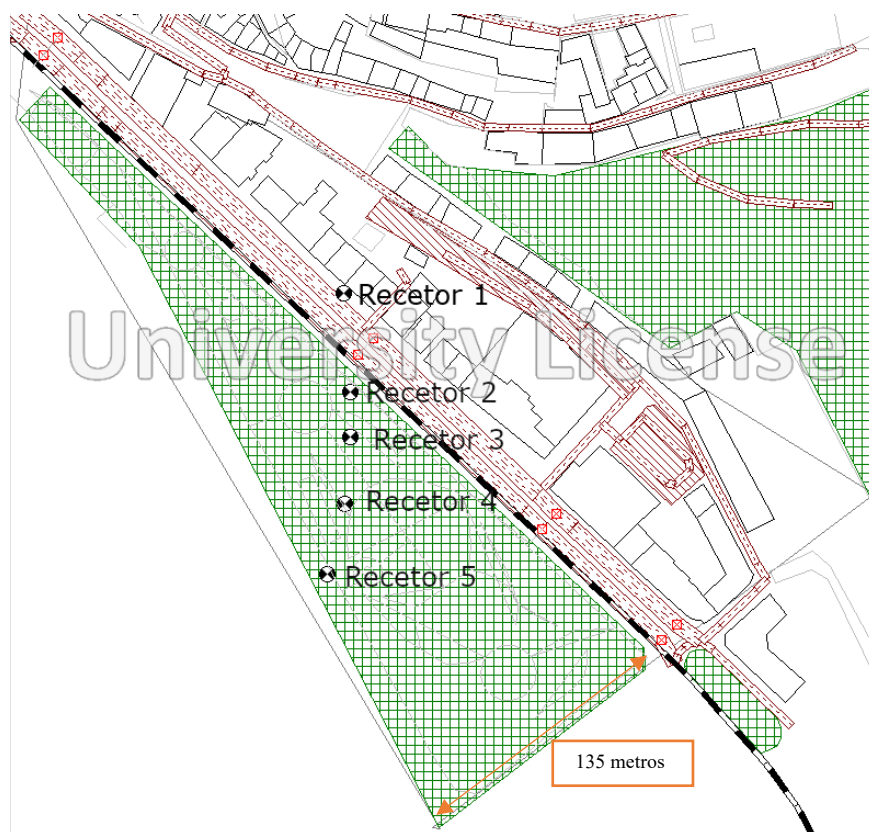 Recetor 1
University License
Recetor 2
Recetor 3
Recetor 4
Recetor 5
135 metros